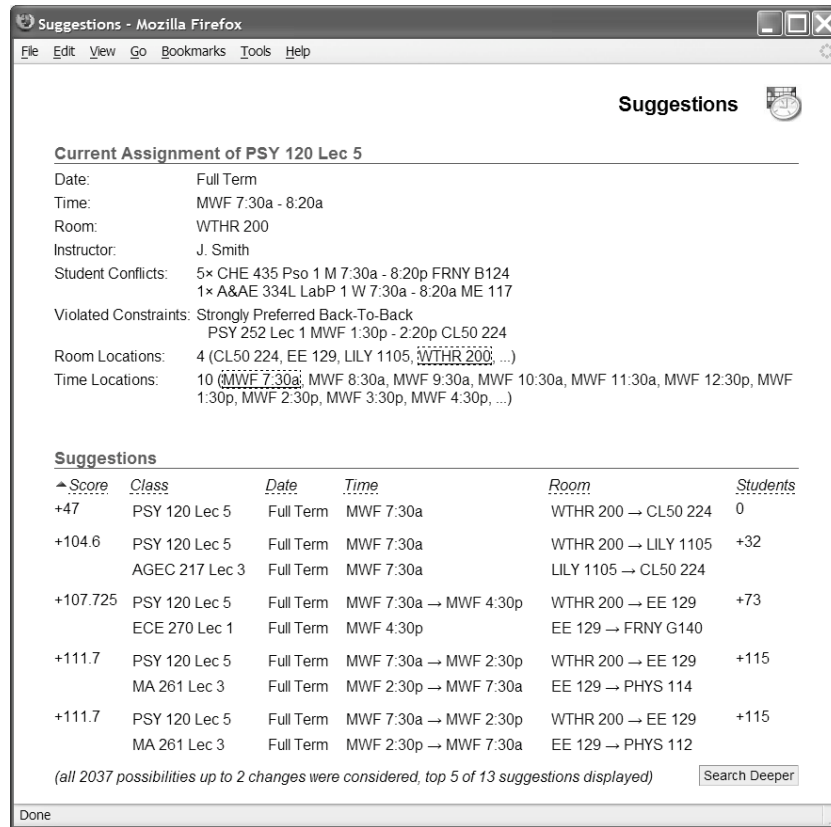 Suggestions - Mozilla Firefox
File Edit View Go Bookmarks Tools Help
Suggestions
Current Assignment of PSY 120 Lec 5
Date: Full Term
Time: MWF 7:30a - 8:20a
Room: WTHR 200
Instructor: J. Smith
Student Conflicts: 5× CHE 435 Pso 1 M 7:30a - 8:20p FRNY B124
1× A&AE 334L LabP 1 W 7:30a - 8:20a ME 117
Violated Constraints: Strongly Preferred Back-To-Back
PSY 252 Lec 1 MWF 1:30p - 2:20p CL50 224
Room Locations: 4 (CL50 224, EE 129, LILY 1105, WTHR 200, ...)
Time Locations: 10 (MWF 7:30a, MWF 8:30a, MWF 9:30a, MWF 10:30a, MWF 11:30a, MWF 12:30p, MWF
1:30p, MWF 2:30p, MWF 3:30p, MWF 4:30p, ...)
Suggestions
Score Class Date Time Room Students
+47 PSY 120 Lec 5 Full Term MWF 7:30a WTHR 200 → CL50 224 0
+104.6 PSY 120 Lec 5 Full Term MWF 7:30a WTHR 200 → LILY 1105 +32
AGEC 217 Lec 3 Full Term MWF 7:30a LILY 1105 → CL50 224
+107.725 PSY 120 Lec 5 Full Term MWF 7:30a → MWF 4:30p WTHR 200 → EE 129 +73
ECE 270 Lec 1 Full Term MWF 4:30p EE 129 → FRNY G140
+111.7 PSY 120 Lec 5 Full Term MWF 7:30a → MWF 2:30p WTHR 200 → EE 129 +115
MA 261 Lec 3 Full Term MWF 2:30p → MWF 7:30a EE 129 → PHYS 114
+111.7 PSY 120 Lec 5 Full Term MWF 7:30a → MWF 2:30p WTHR 200 → EE 129 +115
MA 261 Lec 3 Full Term MWF 2:30p → MWF 7:30a EE 129 → PHYS 112
(all 2037 possibilities up to 2 changes were considered, top 5 of 13 suggestions displayed) Search Deeper
Done